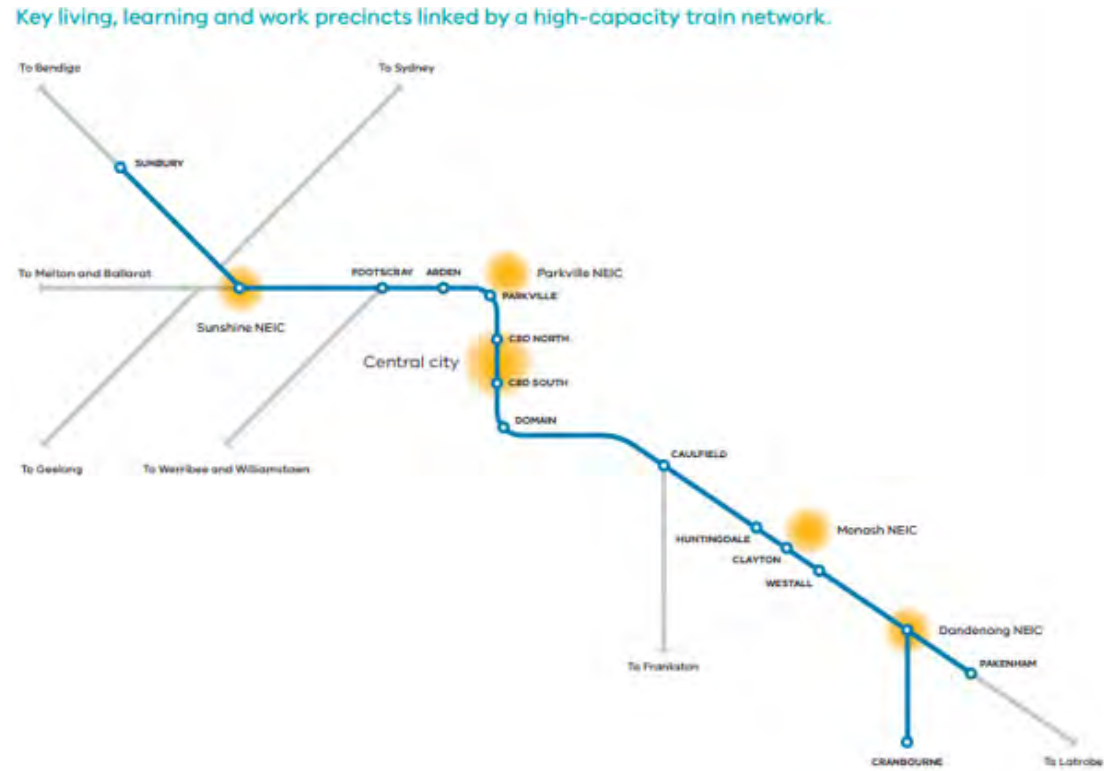 Key living, learning and work precincts linked by a high-capacity train network.
To Bendigo
To Sydney
SUNBURY
To Melton and Ballarat
FOOTSCRAY
ARDEN
Parkville NEIC
PARKVILLE
Sunshine NEIC
CBD NORTH
Central city
CBD SOUTH
DOMAIN
CAULFIELD
To Geelong
To Werribee and Williamstown
Monash NEIC
HUNTINGDALE
CLAYTON
WESTALL
Dandenong NEIC
To Frankston
PAKENHAM
CRANBOURNE
To Latrobe